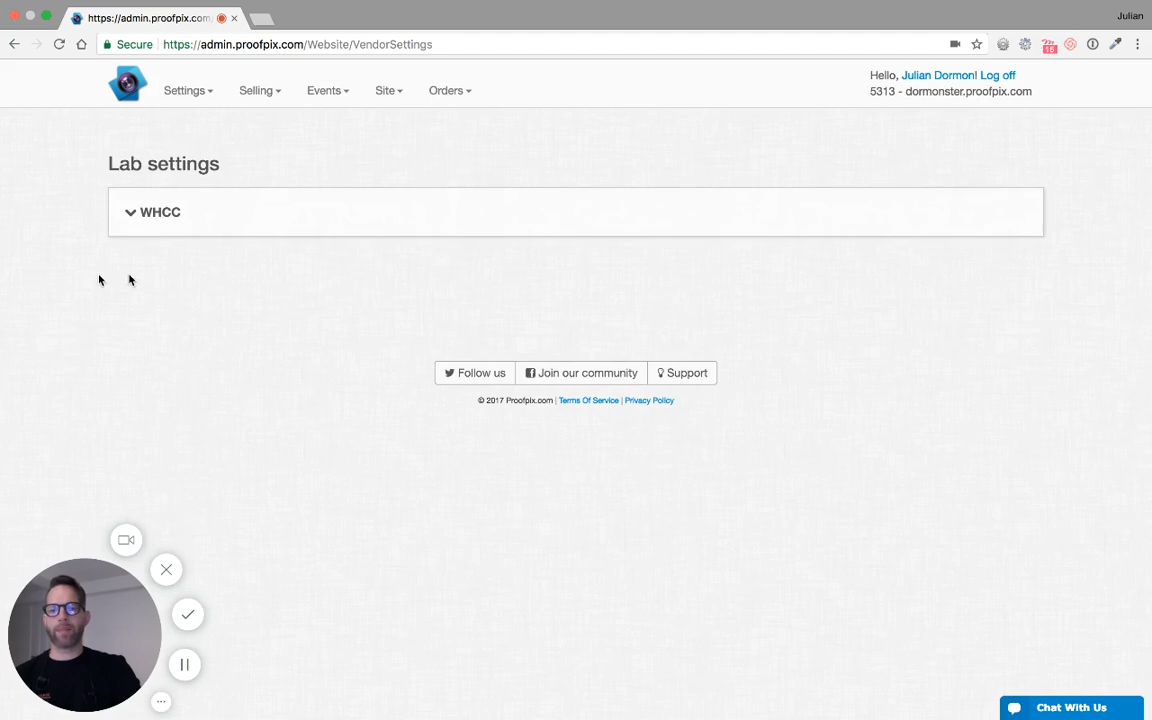 https://admin.proofpix.com
Julian
Secure https://admin.proofpix.com/Website/VendorSettings
15
Settings Selling Events Site Orders
Hello, Julian Dormon! Log off
5313 - dormonster.proofpix.com
Lab settings
WHCC
Follow us Join our community Support
© 2017 Proofpix.com | Terms Of Service | Privacy Policy
Chat With Us